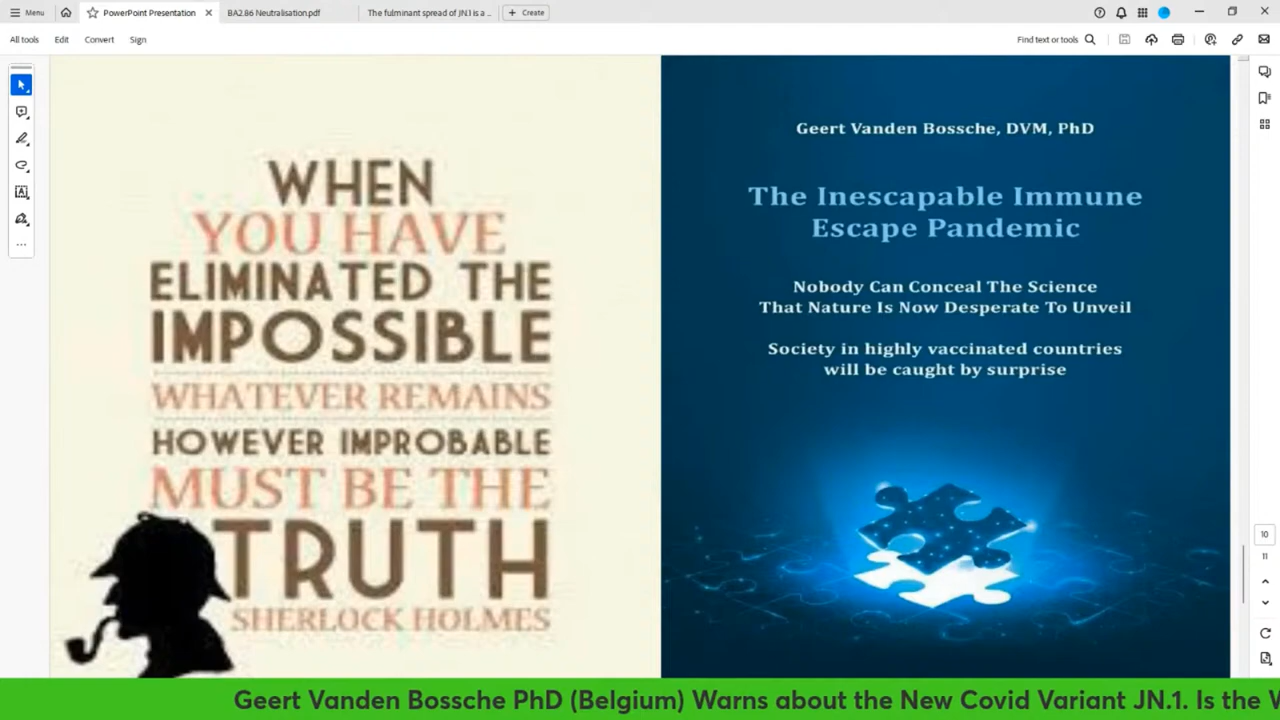 Menu
PowerPoint Presentation
BA2.86 Neutralisation.pdf
The fulminant spread of JN.1 is a ...
Create
All tools
Edit
Convert
Sign
Find text or tools
WHEN
YOU HAVE
ELIMINATED THE
IMPOSSIBLE
WHATEVER REMAINS
HOWEVER IMPROBABLE
MUST BE THE
TRUTH
SHERLOCK HOLMES
Geert Vanden Bossche, DVM, PhD
The Inescapable Immune
Escape Pandemic
Nobody Can Conceal The Science
That Nature Is Now Desperate To Unveil
Society in highly vaccinated countries
will be caught by surprise
10
11
Geert Vanden Bossche PhD (Belgium) Warns about the New Covid Variant JN.1. Is the